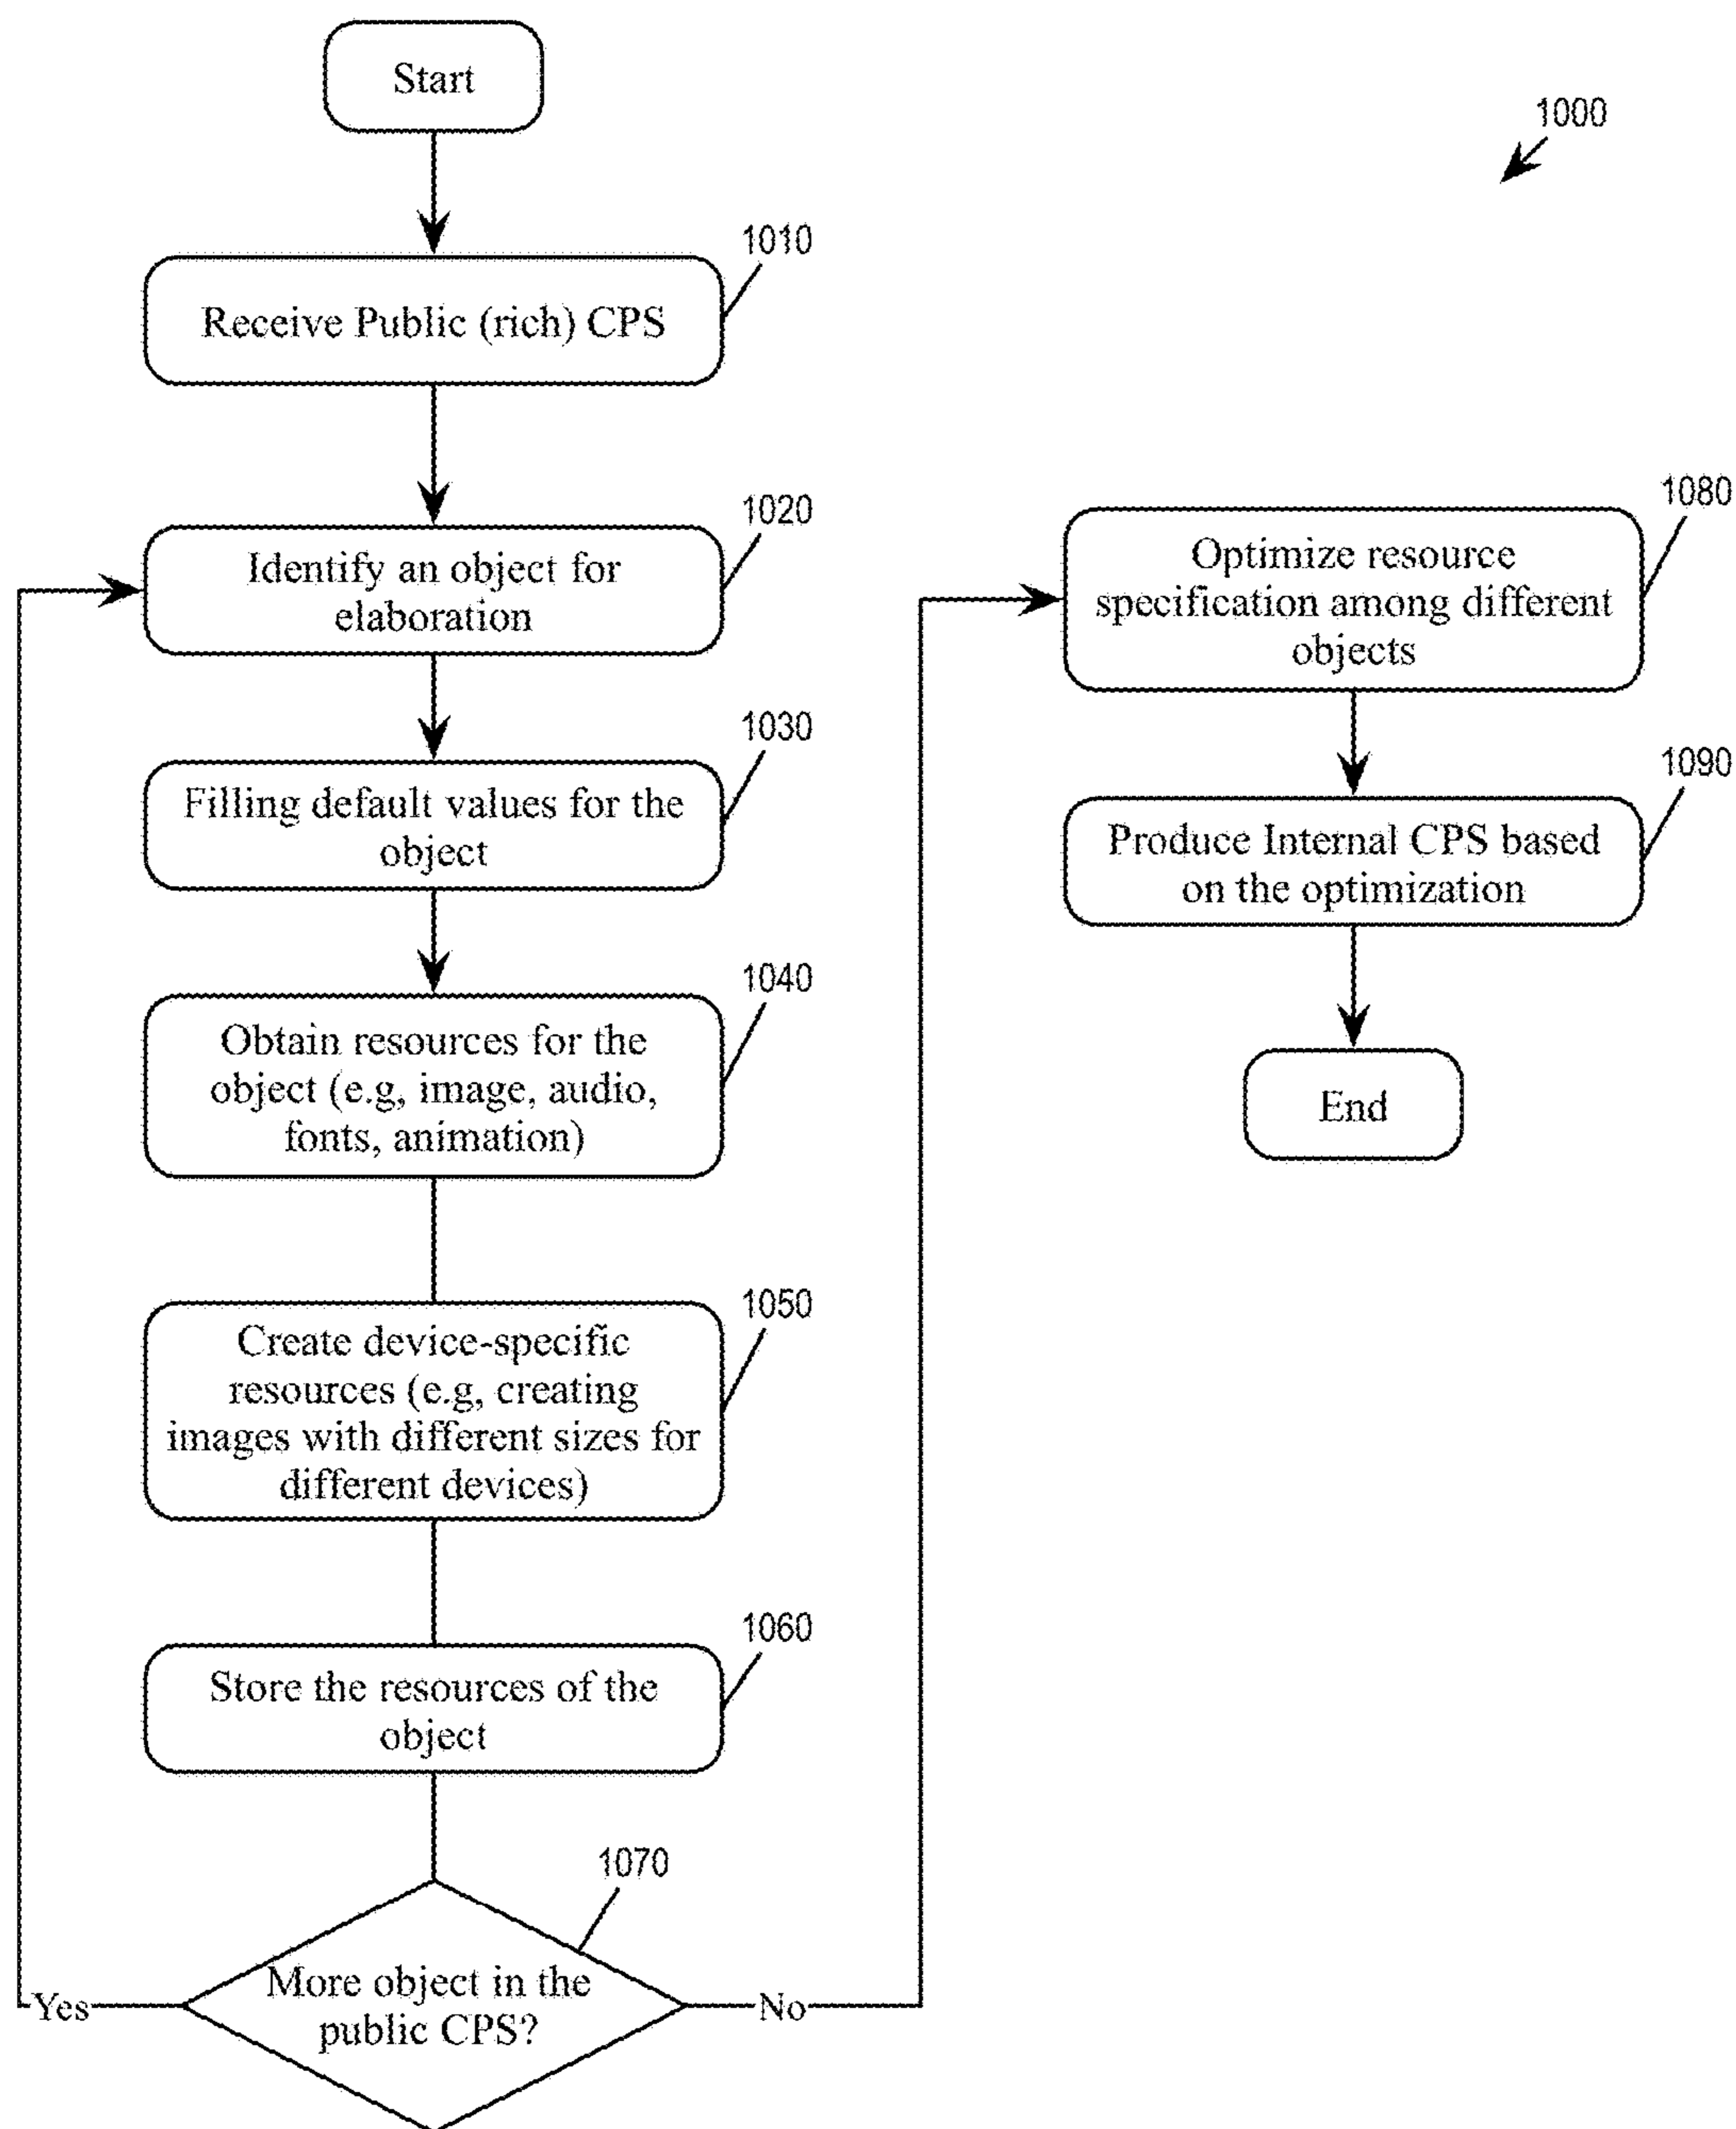 Start
1000
1010
Receive Public (rich) CPS
1020
Identify an object for
elaboration
1030
Filling default values for the
object
1040
Obtain resources for the
object (e.g, image, audio,
fonts, animation)
1050
Create device-specific
resources (e.g, creating
images with different sizes for
different devices)
1060
Store the resources of the
object
1070
More object in the
public CPS?
Yes
No
1080
Optimize resource
specification among different
objects
1090
Produce Internal CPS based
on the optimization
End